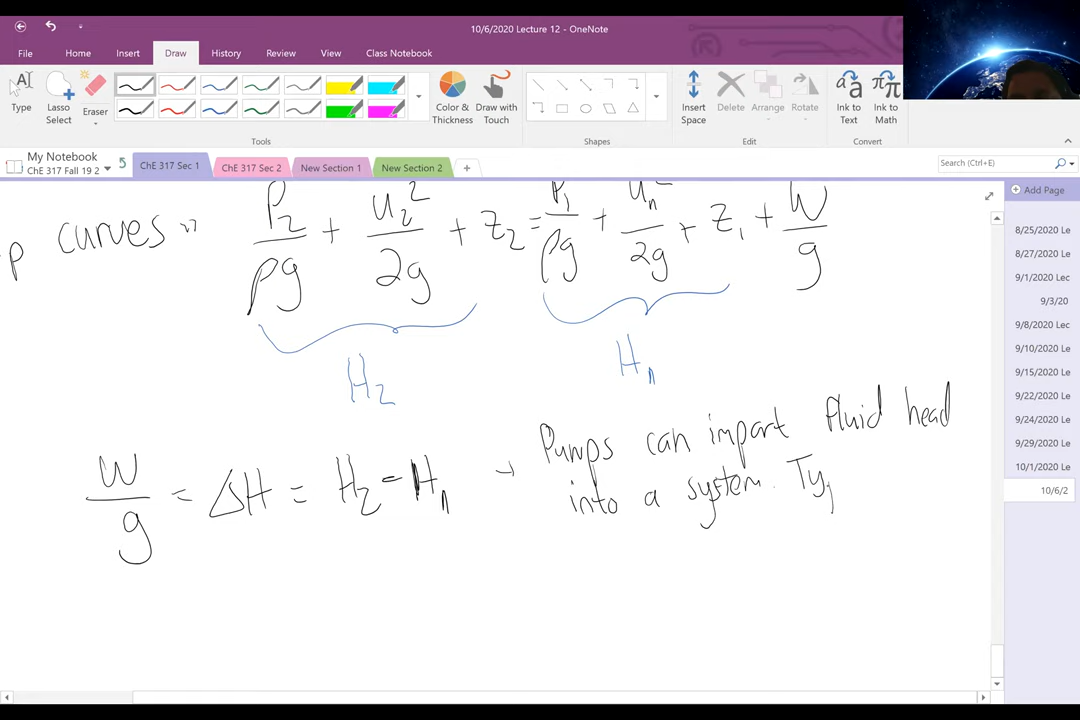 10/6/2020 Lecture 12 - OneNote
File Home Insert Draw History Review View Class Notebook
Type
Lasso Select
Eraser
Color & Thickness
Draw with Touch
Insert Space
Delete
Arrange
Rotate
Ink to Text
Ink to Math
Tools
Shapes
Edit
Convert
My Notebook
ChE 317 Fall 19 2
ChE 317 Sec 1
ChE 317 Sec 2
New Section 1
New Section 2
Search (Ctrl+E)
Add Page
8/25/2020 Le
8/27/2020 Le
9/1/2020 Lec
9/3/20
9/8/2020 Lec
9/10/2020 Le
9/15/2020 Le
9/22/2020 Le
9/24/2020 Le
9/29/2020 Le
10/1/2020 Le
10/6/2
p curves:" P₂/ρg + u₂²/2g + z₂ = P₁/ρg + uₙ²/2g + z₁ + W/g
H₂ Hₙ
W/g = ΔH = H₂ - Hₙ → Pumps can impart fluid head
into a system. Ty